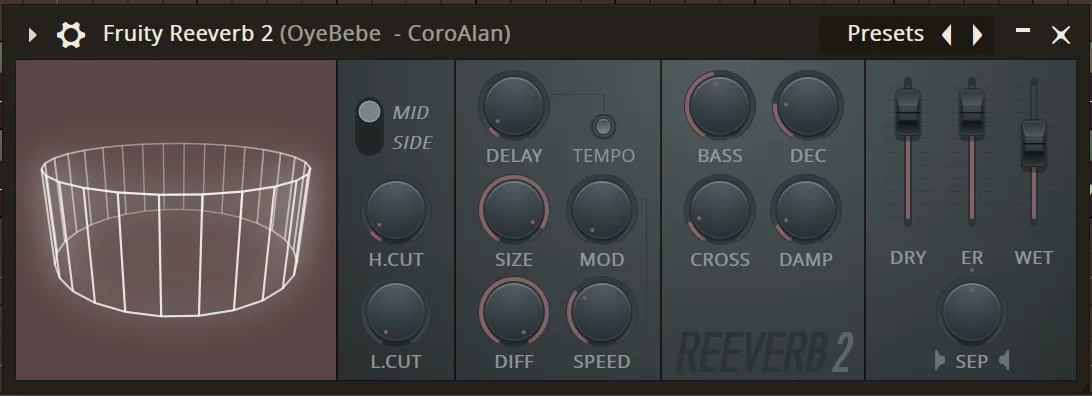 Fruity Reeverb 2 (OyeBebe - CoroAlan)
Presets
MID
SIDE
H.CUT
L.CUT
DELAY
TEMPO
SIZE
MOD
DIFF
SPEED
BASS
DEC
CROSS
DAMP
REEVERB 2
DRY
ER
WET
SEP